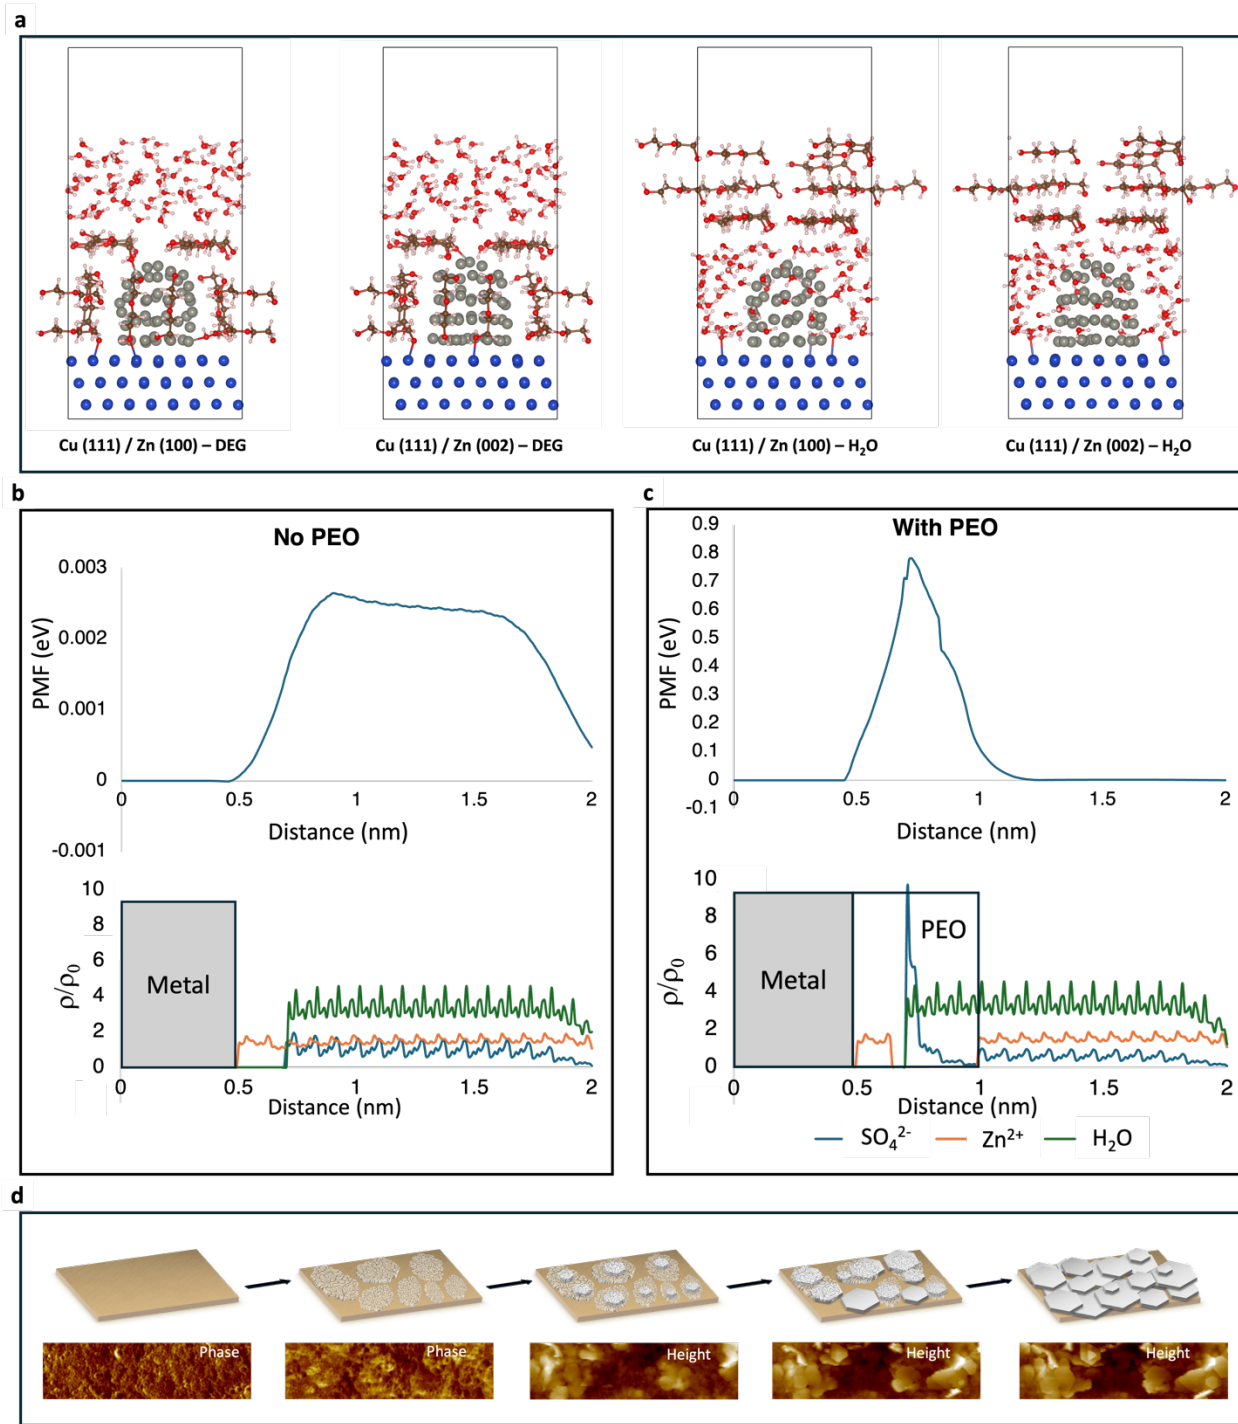 a
Cu (111) / Zn (100) – DEG
Cu (111) / Zn (002) – DEG
Cu (111) / Zn (100) – H₂O
Cu (111) / Zn (002) – H₂O
b
No PEO
0.003
0.002
0.001
0
-0.001
PMF (eV)
0 0.5 1 1.5 2
Distance (nm)
10
8
6
4
2
0
ρ/ρ₀
Metal
0 0.5 1 1.5 2
Distance (nm)
c
With PEO
0.9
0.8
0.7
0.6
0.5
0.4
0.3
0.2
0.1
0
-0.1
PMF (eV)
0 0.5 1 1.5 2
Distance (nm)
10
8
6
4
2
0
ρ/ρ₀
Metal
PEO
0 0.5 1 1.5 2
Distance (nm)
SO₄²⁻ Zn²⁺ H₂O
d
Phase
Phase
Height
Height
Height